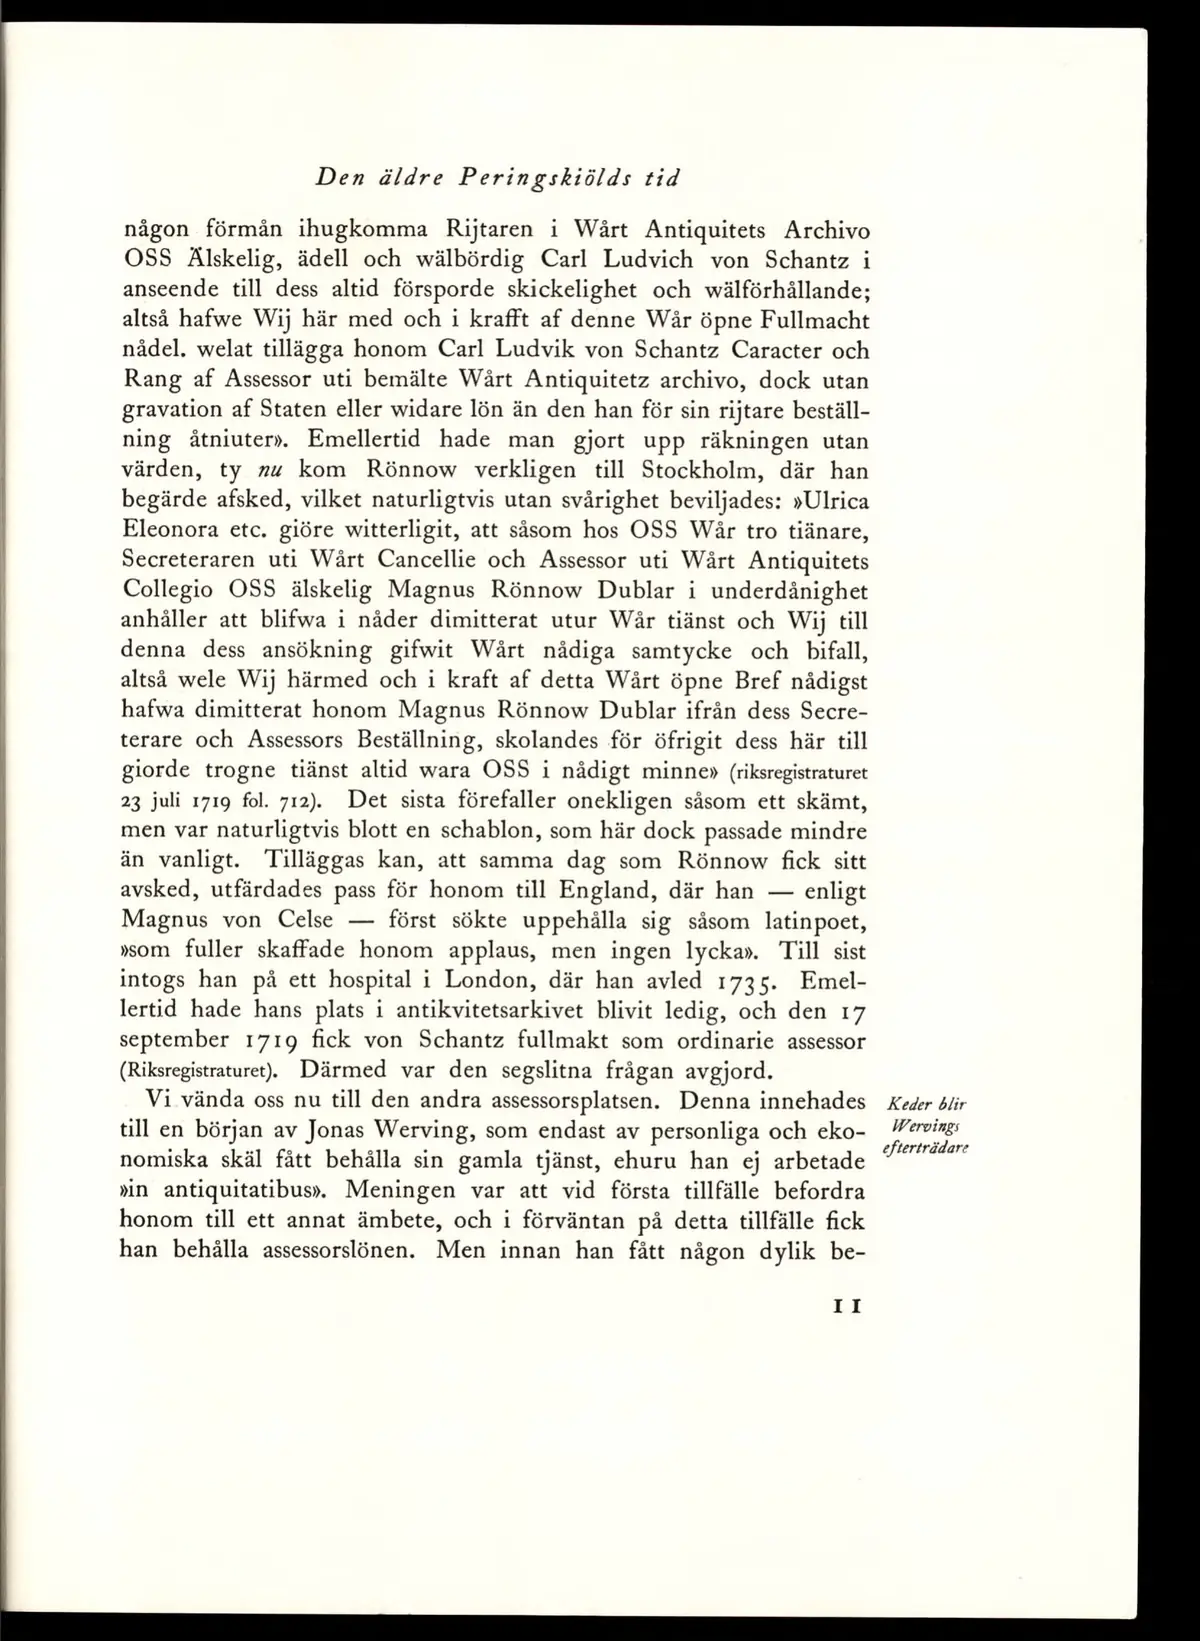 Den äldre Peringskiölds tid
någon förmån ihugkomma Rijtaren i Wårt Antiquitets Archivo
OSS Älskelig, ädell och wälbördig Carl Ludvich von Schantz i
anseende till dess altid försporde skickelighet och wälförhållande;
altså hafwe Wij här med och i krafft af denne Wår öpne Fullmacht
nådel. welat tillägga honom Carl Ludvik von Schantz Caracter och
Rang af Assessor uti bemälte Wårt Antiquitetz archivo, dock utan
gravation af Staten eller widare lön än den han för sin rijtare beställ-
ning åtniuter». Emellertid hade man gjort upp räkningen utan
värden, ty nu kom Rönnow verkligen till Stockholm, där han
begärde afsked, vilket naturligtvis utan svårighet beviljades: »Ulrica
Eleonora etc. giöre witterligit, att såsom hos OSS Wår tro tiänare,
Secreteraren uti Wårt Cancellie och Assessor uti Wårt Antiquitets
Collegio OSS älskelig Magnus Rönnow Dublar i underdånighet
anhåller att blifwa i nåder dimitterat utur Wår tiänst och Wij till
denna dess ansökning gifwit Wårt nådiga samtycke och bifall,
altså wele Wij härmed och i kraft af detta Wårt öpne Bref nådigst
hafwa dimitterat honom Magnus Rönnow Dublar ifrån dess Secre-
terare och Assessors Beställning, skolandes för öfrigit dess här till
giorde trogne tiänst altid wara OSS i nådigt minne» (riksregistraturet
23 juli 1719 fol. 712). Det sista förefaller onekligen såsom ett skämt,
men var naturligtvis blott en schablon, som här dock passade mindre
än vanligt. Tilläggas kan, att samma dag som Rönnow fick sitt
avsked, utfärdades pass för honom till England, där han — enligt
Magnus von Celse — först sökte uppehålla sig såsom latinpoet,
»som fuller skaffade honom applaus, men ingen lycka». Till sist
intogs han på ett hospital i London, där han avled 1735. Emel-
lertid hade hans plats i antikvitetsarkivet blivit ledig, och den 17
september 1719 fick von Schantz fullmakt som ordinarie assessor
(Riksregistraturet). Därmed var den segslitna frågan avgjord.
Vi vända oss nu till den andra assessorsplatsen. Denna innehades
till en början av Jonas Werving, som endast av personliga och eko-
nomiska skäl fått behålla sin gamla tjänst, ehuru han ej arbetade
»in antiquitatibus». Meningen var att vid första tillfälle befordra
honom till ett annat ämbete, och i förväntan på detta tillfälle fick
han behålla assessorslönen. Men innan han fått någon dylik be-
Keder blir
Wervings
efterträdare
11